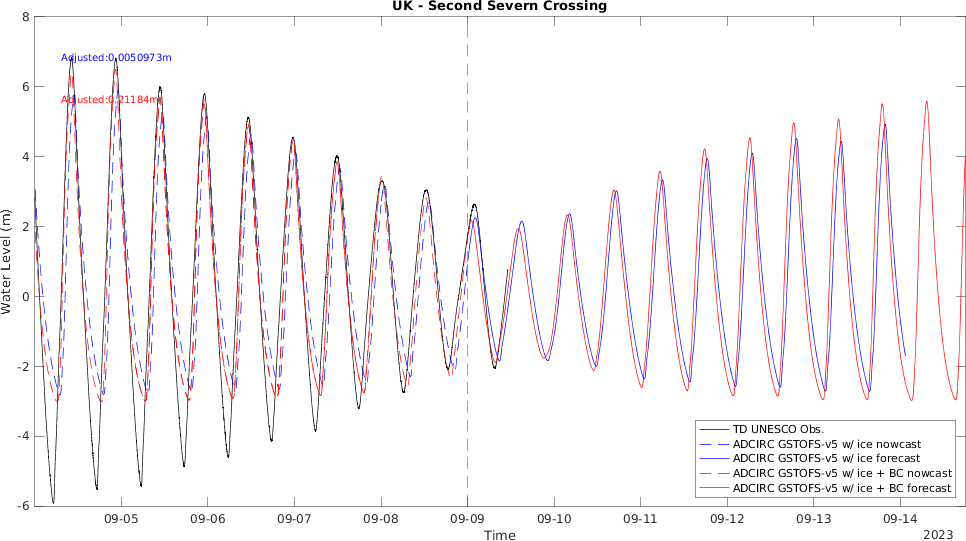 UK - Second Severn Crossing
8
6
4
2
0
-2
-4
-6
Water Level (m)
Adjusted:0.0050973m
Adjusted:0.21184m
TD UNESCO Obs.
ADCIRC GSTOFS-v5 w/ ice nowcast
ADCIRC GSTOFS-v5 w/ ice forecast
ADCIRC GSTOFS-v5 w/ ice + BC nowcast
ADCIRC GSTOFS-v5 w/ ice + BC forecast
09-05 09-06 09-07 09-08 09-09 09-10 09-11 09-12 09-13 09-14
Time
2023